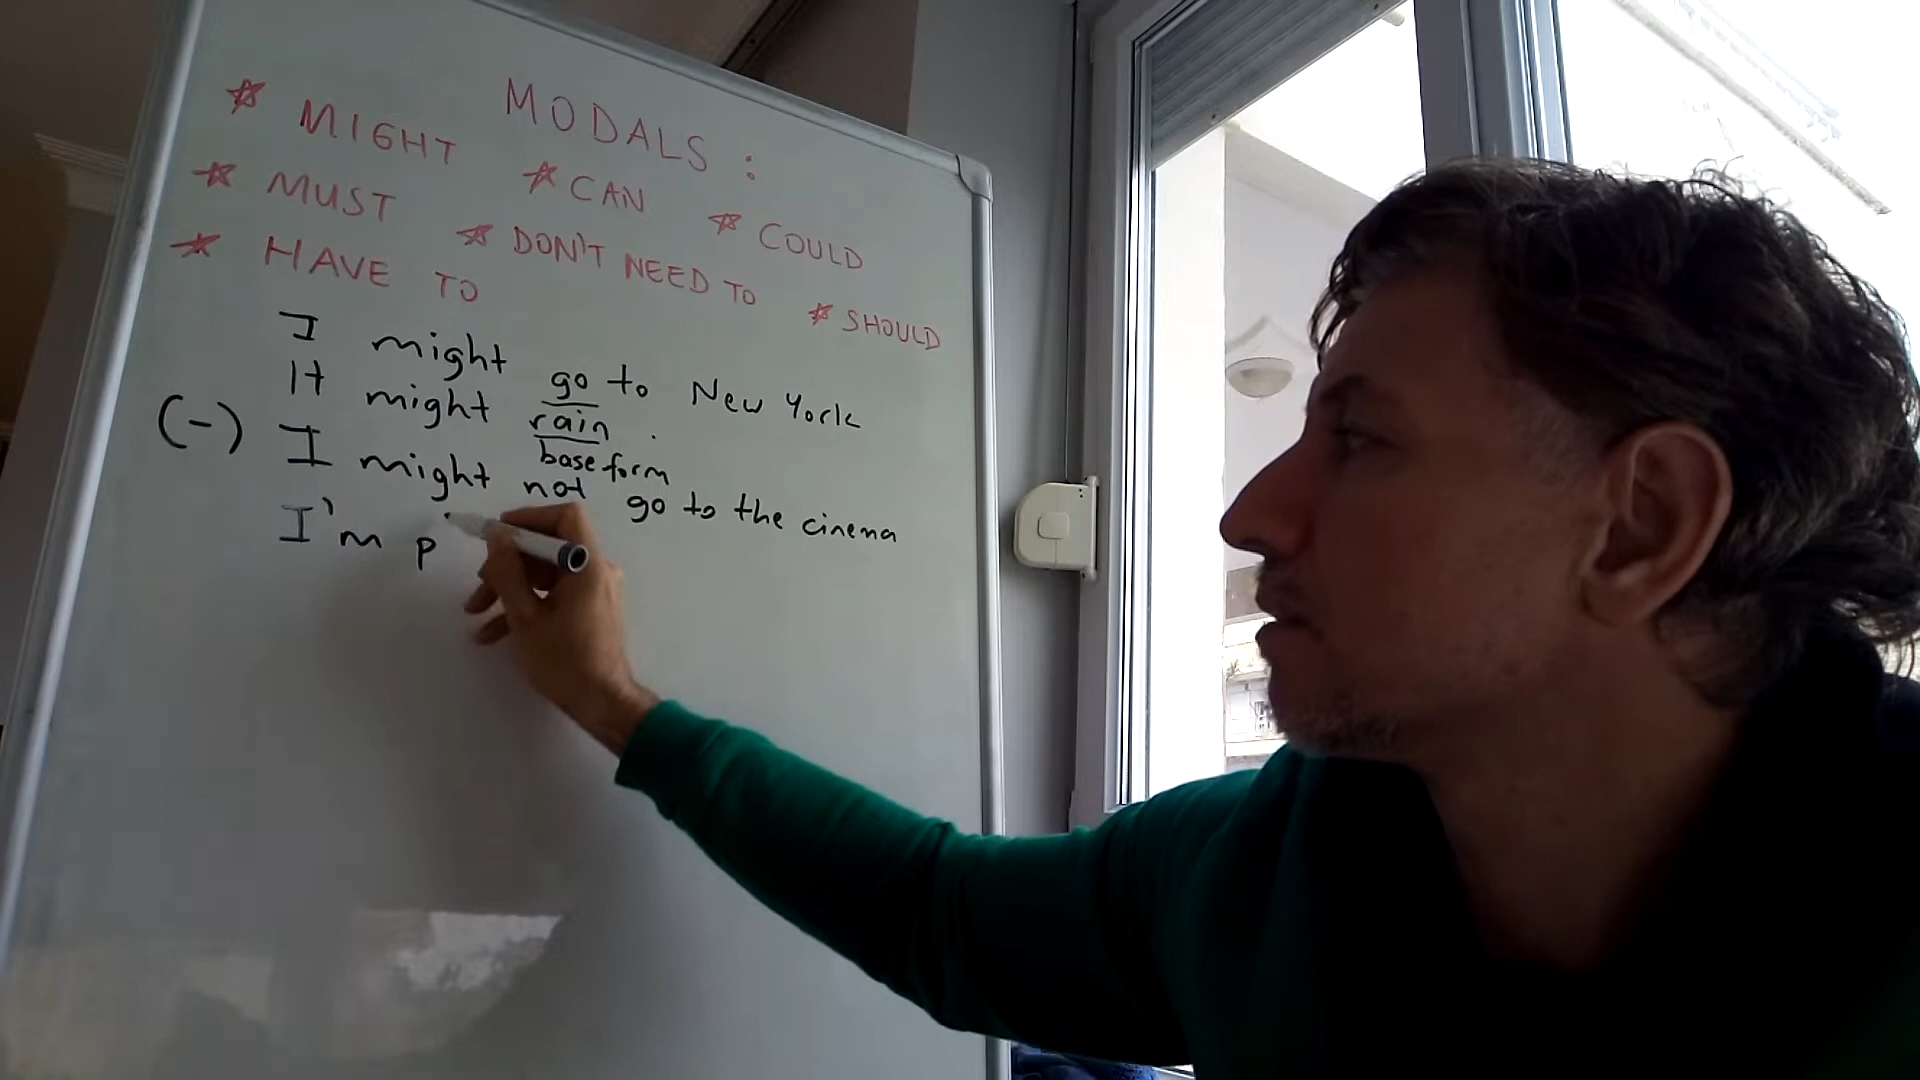 MODALS :
☆ MIGHT ☆ CAN ☆ COULD
☆ MUST ☆ DON'T NEED TO ☆ SHOULD
☆ HAVE TO
I might go to New York
It might rain .
base form
(-) I might not go to the cinema
I'm p